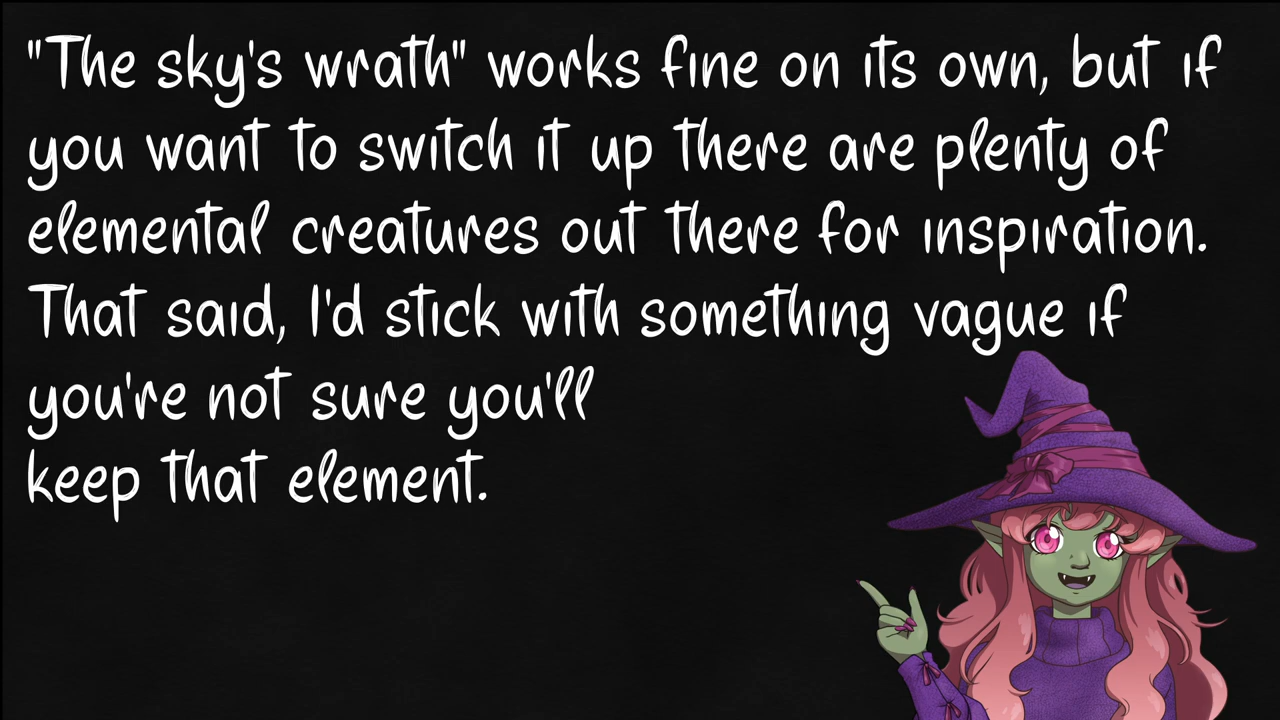 "The sky's wrath" works fine on its own, but if
you want to switch it up there are plenty of
elemental creatures out there for inspiration.
That said, I'd stick with something vague if
you're not sure you'll
keep that element.